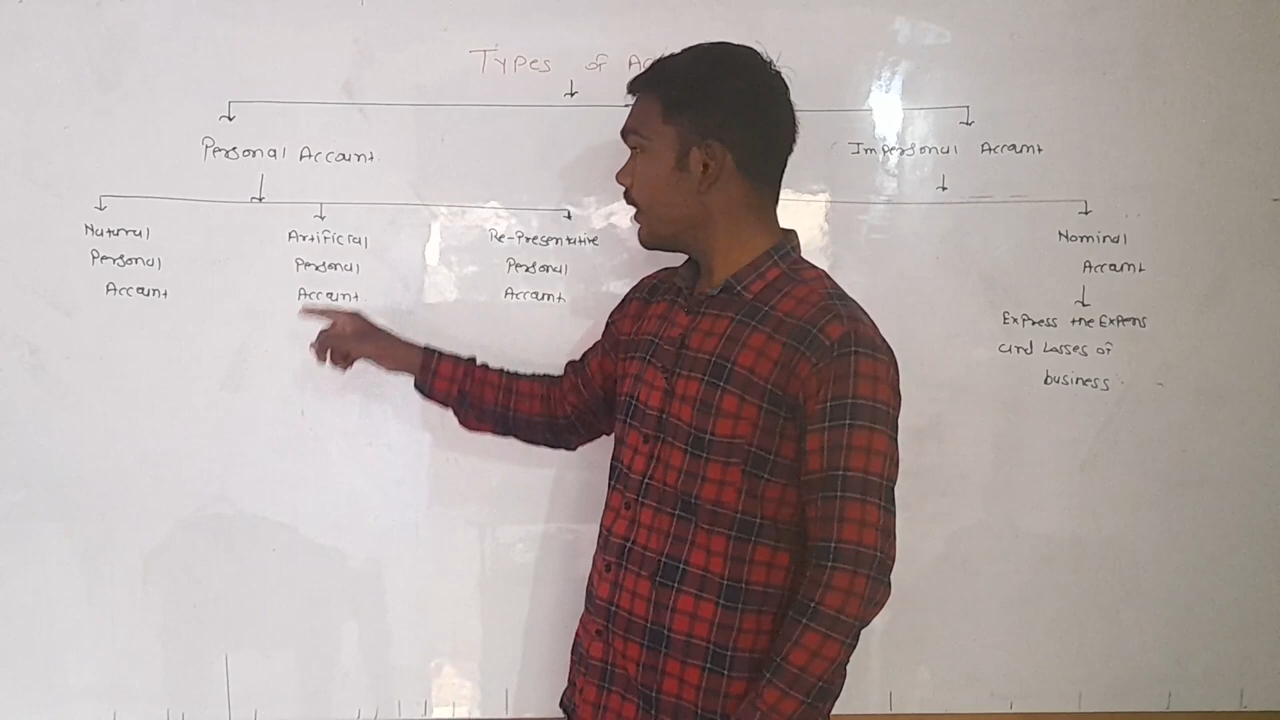 Types of Ac
Personal Account.
Impersonal Account
Natural
Personal
Account
Artificial
Personal
Account.
Re-Presentative
Personal
Account
Nominal
Account
Express the Expens
and Losses of
business.